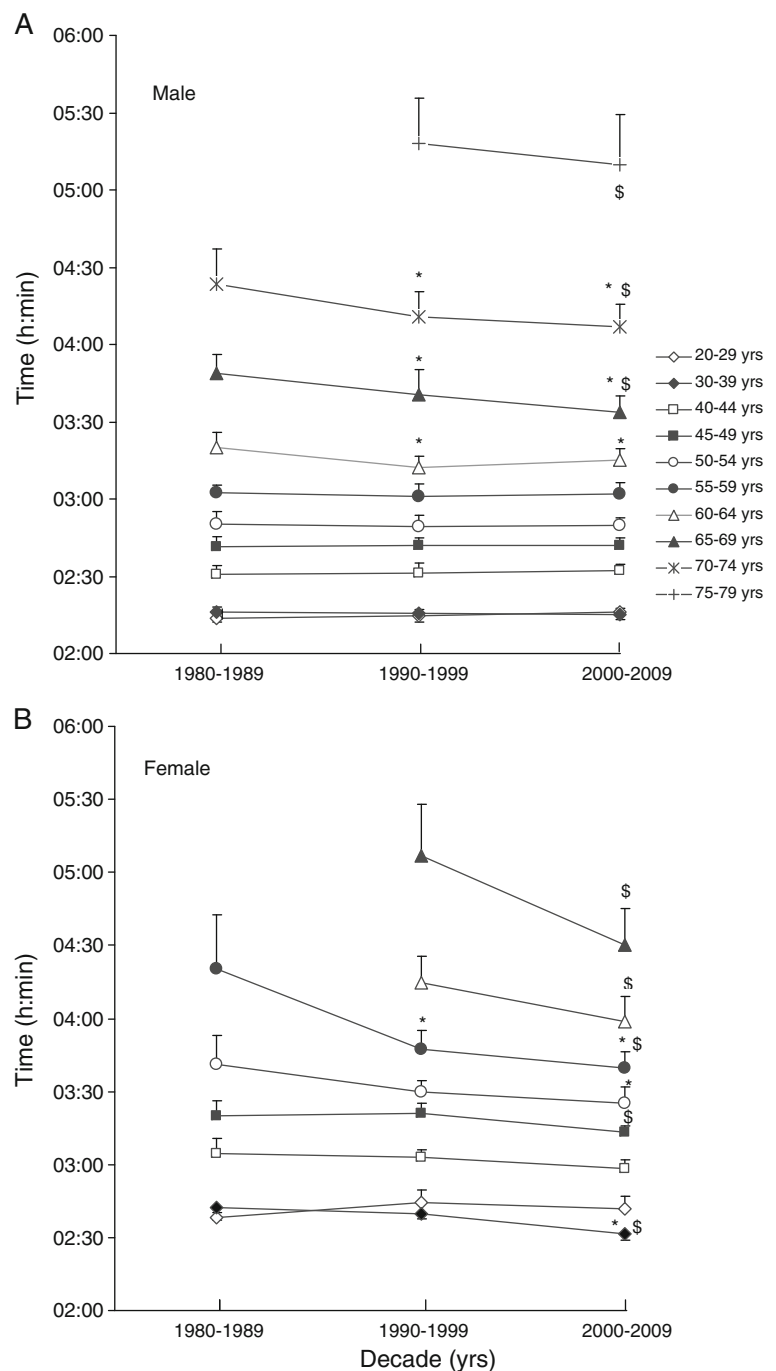 A
Male
Time (h:min)
06:00
05:30
05:00
04:30
04:00
03:30
03:00
02:30
02:00
$
*
* $
*
* $
*
*
1980-1989
1990-1999
2000-2009
20-29 yrs
30-39 yrs
40-44 yrs
45-49 yrs
50-54 yrs
55-59 yrs
60-64 yrs
65-69 yrs
70-74 yrs
75-79 yrs
B
Female
Time (h:min)
06:00
05:30
05:00
04:30
04:00
03:30
03:00
02:30
02:00
$
$
*
* $
*
$
* $
1980-1989
1990-1999
2000-2009
Decade (yrs)